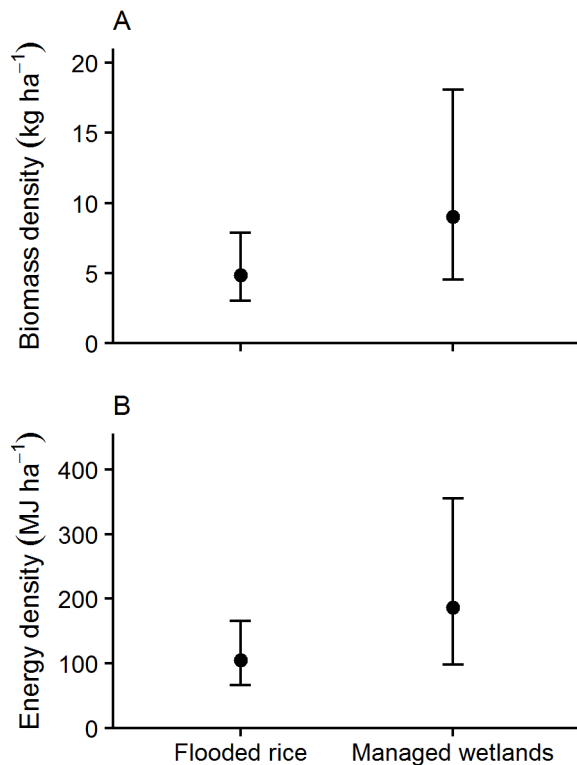 A
Biomass density (kg ha⁻¹)
20
15
10
5
0
B
Energy density (MJ ha⁻¹)
400
300
200
100
0
Flooded rice
Managed wetlands